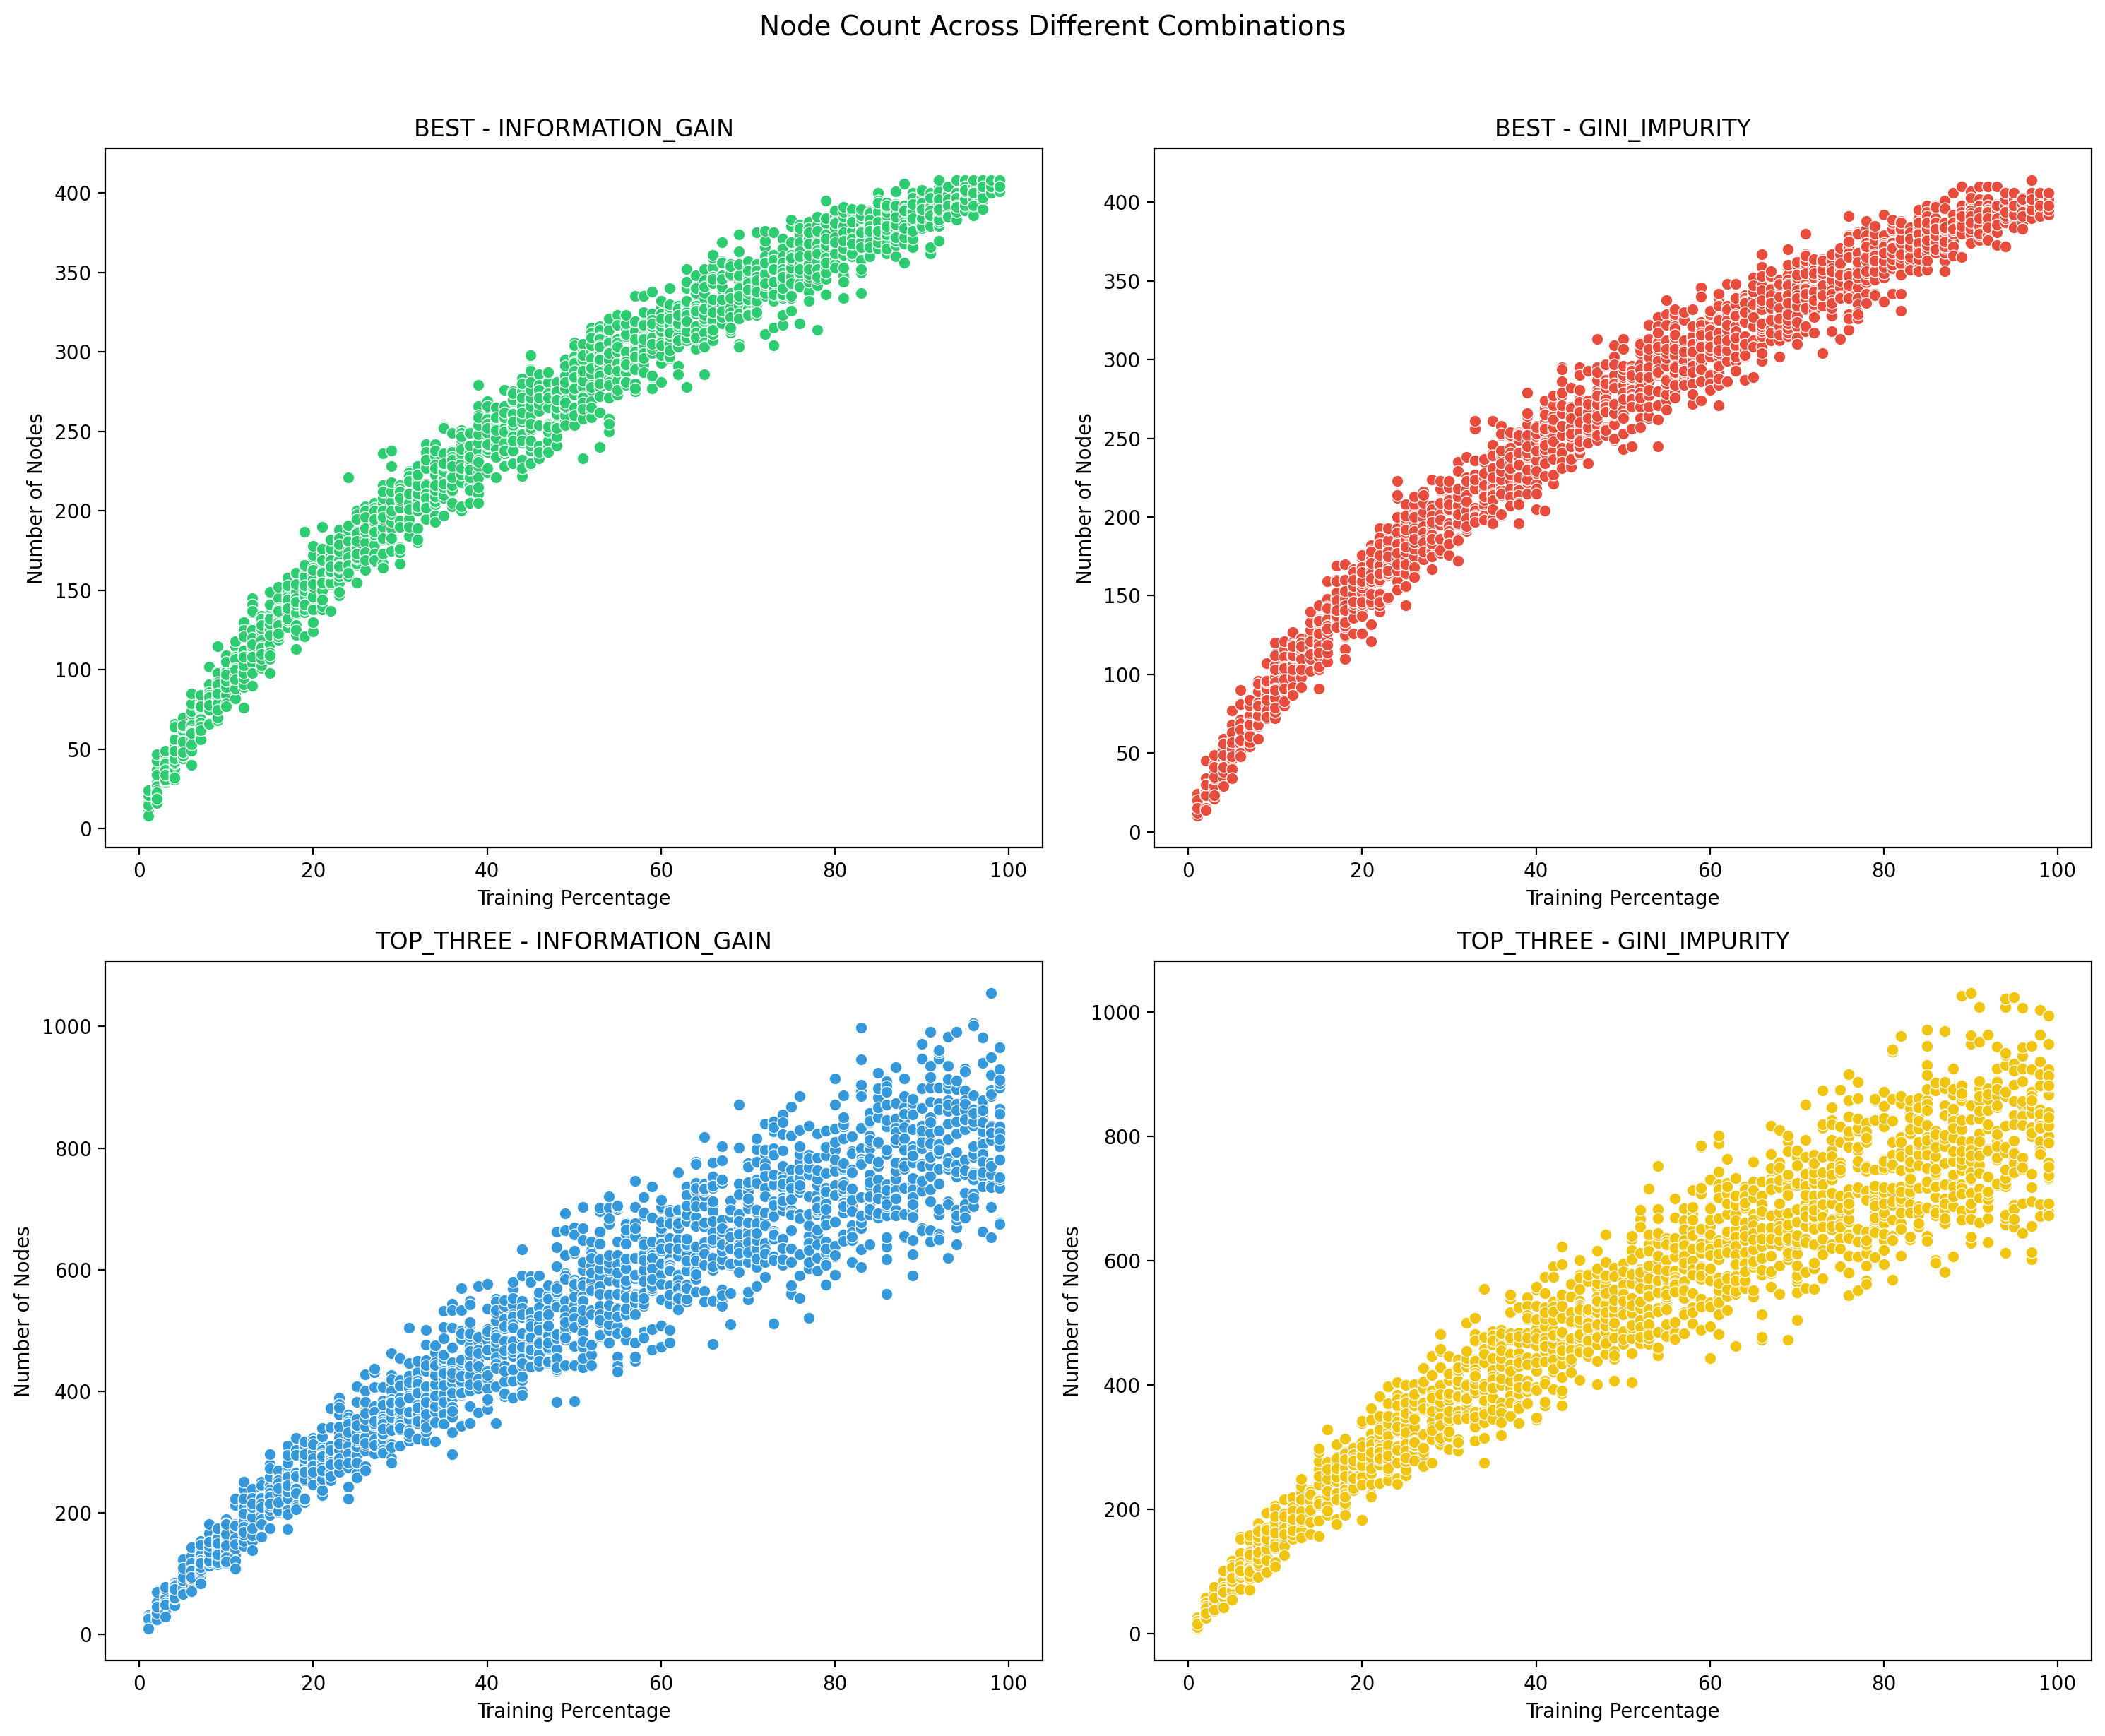 Node Count Across Different Combinations
BEST - INFORMATION_GAIN
400
350
300
250
200
150
100
50
0
Number of Nodes
0 20 40 60 80 100
Training Percentage
BEST - GINI_IMPURITY
400
350
300
250
200
150
100
50
0
Number of Nodes
0 20 40 60 80 100
Training Percentage
TOP_THREE - INFORMATION_GAIN
1000
800
600
400
200
0
Number of Nodes
0 20 40 60 80 100
Training Percentage
TOP_THREE - GINI_IMPURITY
1000
800
600
400
200
0
Number of Nodes
0 20 40 60 80 100
Training Percentage